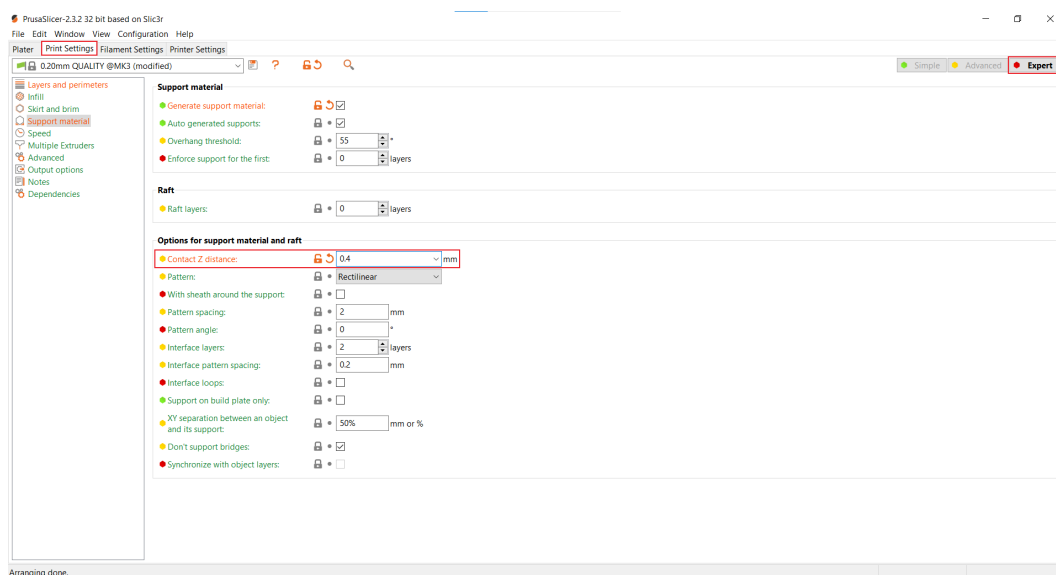 PrusaSlicer-2.3.2 32 bit based on Slic3r
File Edit Window View Configuration Help
Plater Print Settings Filament Settings Printer Settings
0.20mm QUALITY @MK3 (modified) ? Simple Advanced Expert
Layers and perimeters
Infill
Skirt and brim
Support material
Speed
Multiple Extruders
Advanced
Output options
Notes
Dependencies
Support material
Generate support material:
Auto generated supports:
Overhang threshold: 55 °
Enforce support for the first: 0 layers
Raft
Raft layers: 0 layers
Options for support material and raft
Contact Z distance: 0.4 mm
Pattern: Rectilinear
With sheath around the support:
Pattern spacing: 2 mm
Pattern angle: 0 °
Interface layers: 2 layers
Interface pattern spacing: 0.2 mm
Interface loops:
Support on build plate only:
XY separation between an object
and its support: 50% mm or %
Don't support bridges:
Synchronize with object layers:
Arranging done.